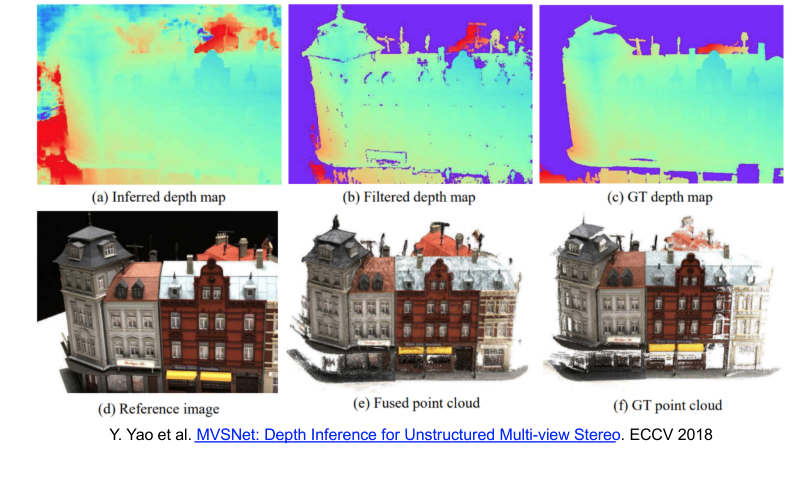 (a) Inferred depth map
(b) Filtered depth map
(c) GT depth map
(d) Reference image
(e) Fused point cloud
(f) GT point cloud
Y. Yao et al. MVSNet: Depth Inference for Unstructured Multi-view Stereo. ECCV 2018